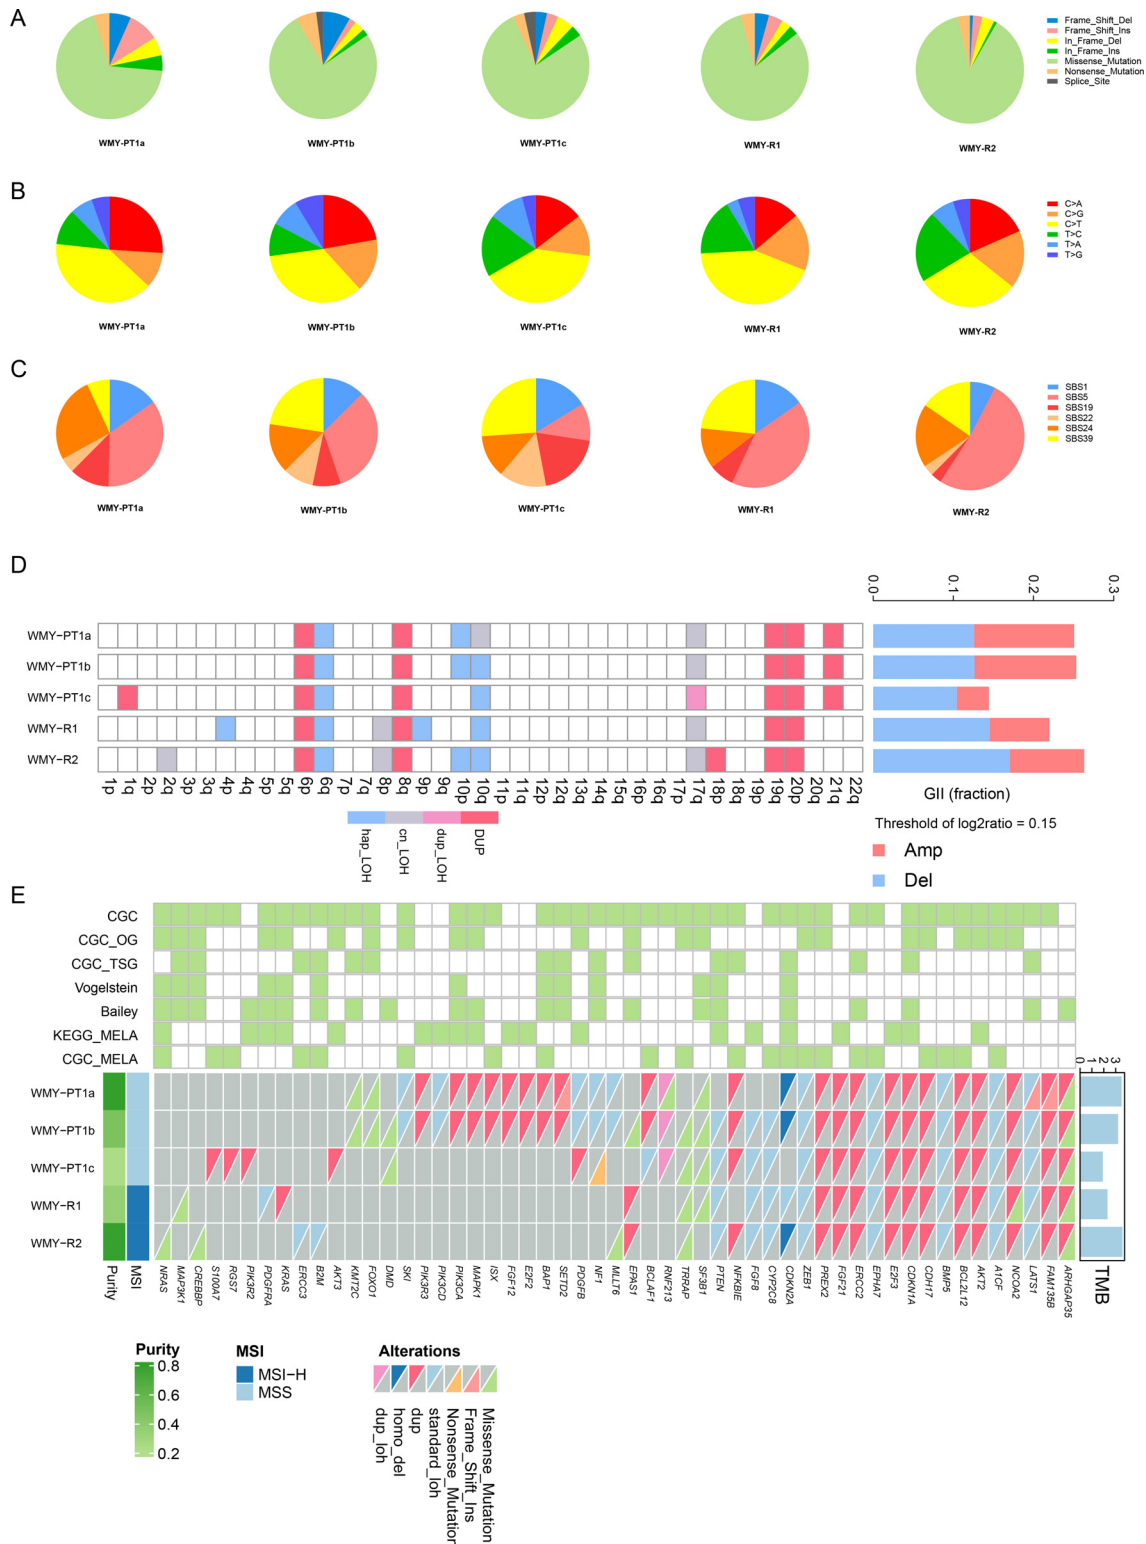 A
Frame_Shift_Del
Frame_Shift_Ins
In_Frame_Del
In_Frame_Ins
Missense_Mutation
Nonsense_Mutation
Splice_Site
WMY-PT1a
WMY-PT1b
WMY-PT1c
WMY-R1
WMY-R2
B
C>A
C>G
C>T
T>C
T>A
T>G
WMY-PT1a
WMY-PT1b
WMY-PT1c
WMY-R1
WMY-R2
C
SBS1
SBS5
SBS19
SBS22
SBS24
SBS39
WMY-PT1a
WMY-PT1b
WMY-PT1c
WMY-R1
WMY-R2
D
0.0
0.1
0.2
0.3
WMY−PT1a
WMY−PT1b
WMY−PT1c
WMY−R1
WMY−R2
1p
1q
2p
2q
3p
3q
4p
4q
5p
5q
6p
6q
7p
7q
8p
8q
9p
9q
10p
10q
11p
11q
12p
12q
13q
14q
15q
16p
16q
17p
17q
18p
18q
19p
19q
20p
20q
21q
22q
hap_LOH
cn_LOH
dup_LOH
DUP
GII (fraction)
Threshold of log2ratio = 0.15
Amp
Del
E
CGC
CGC_OG
CGC_TSG
Vogelstein
Bailey
KEGG_MELA
CGC_MELA
WMY−PT1a
WMY−PT1b
WMY−PT1c
WMY−R1
WMY−R2
0
1
2
3
TMB
Purity
MSI
NRAS
MAP3K1
CREBBP
S100A7
RGS7
PIK3R2
PDGFRA
KRAS
ERCC3
B2M
AKT3
KMT2C
FOXO1
DMD
SKI
PIK3R3
PIK3CD
PIK3CA
MAPK1
ISX
FGF12
E2F2
BAP1
SETD2
PDGFB
NF1
MLLT6
EPAS1
BCLAF1
RNF213
TRRAP
SF3B1
PTEN
NFKBIE
FGF8
CYP2C8
CDKN2A
ZEB1
PREX2
FGF21
ERCC2
EPHA7
E2F3
CDKN1A
CDH17
BMP5
BCL2L12
AKT2
A1CF
NCOA2
LATS1
FAM135B
ARHGAP35
Purity
0.8
0.6
0.4
0.2
MSI
MSI−H
MSS
Alterations
dup_loh
homo_del
dup
standard_loh
Nonsense_Mutation
Frame_Shift_Ins
Missense_Mutation